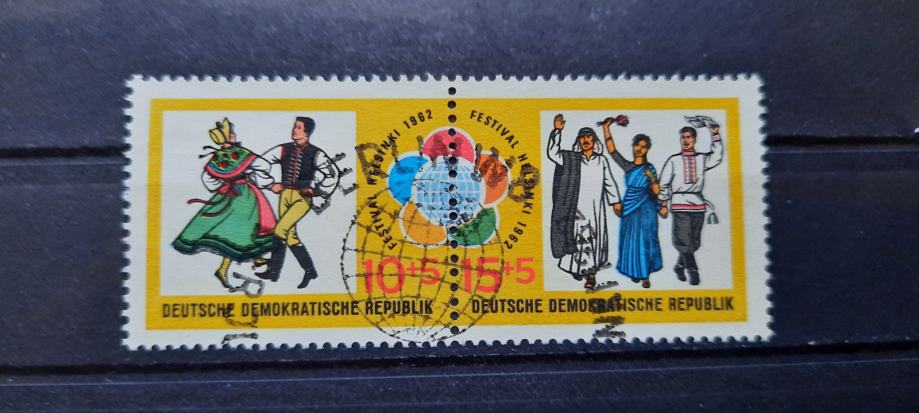 FESTIVAL HELSINKI 1962
FESTIVAL HELSINKI 1962
10+5
15+5
DEUTSCHE DEMOKRATISCHE REPUBLIK
DEUTSCHE DEMOKRATISCHE REPUBLIK